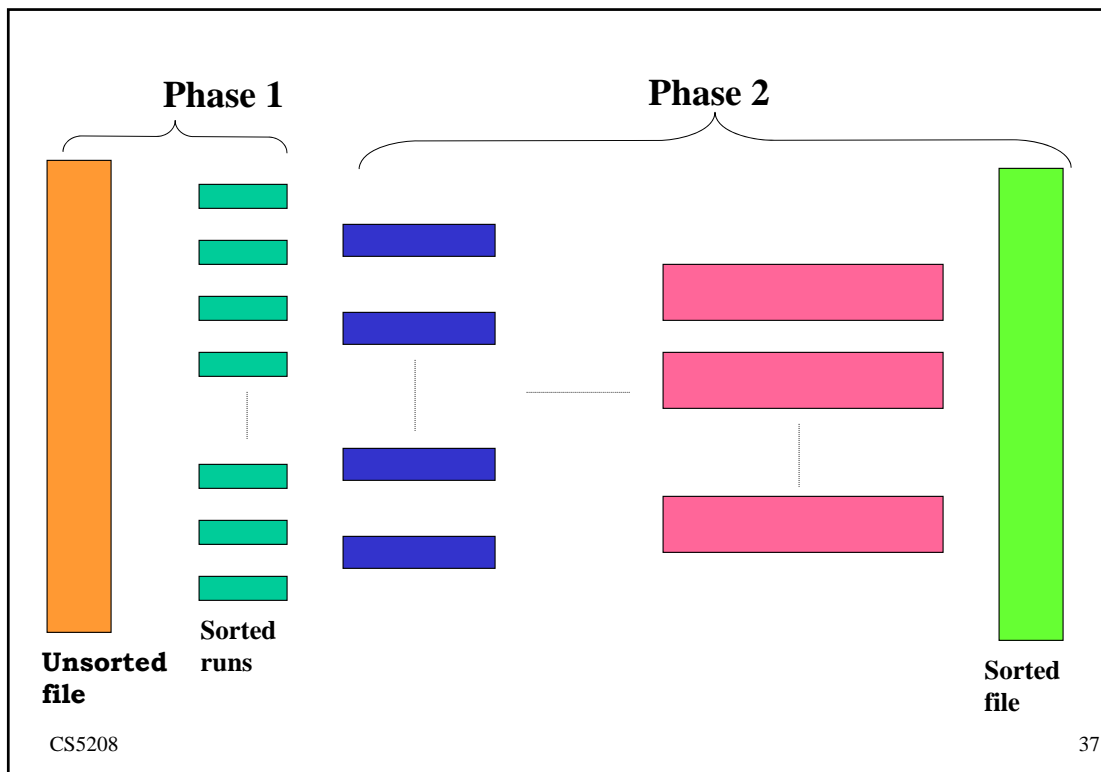 Phase 1
Phase 2
Sorted
runs
Unsorted
file
Sorted
file
CS5208
37